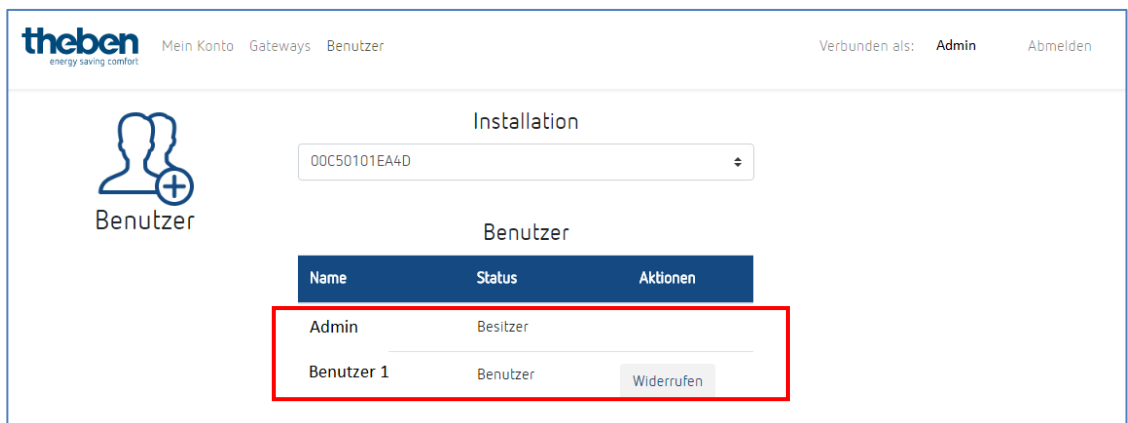 theben
energy saving comfort
Mein Konto Gateways Benutzer
Verbunden als: Admin Abmelden
Benutzer
Installation
00C50101EA4D
Benutzer
Name Status Aktionen
Admin Besitzer
Benutzer 1 Benutzer Widerrufen